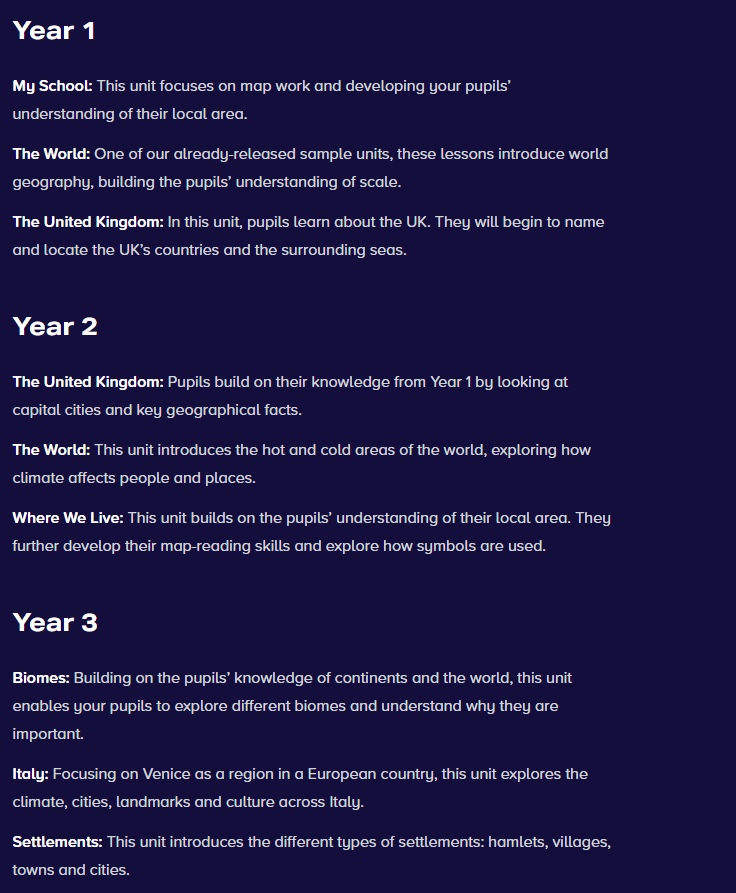 Year 1
My School: This unit focuses on map work and developing your pupils’
understanding of their local area.
The World: One of our already-released sample units, these lessons introduce world
geography, building the pupils’ understanding of scale.
The United Kingdom: In this unit, pupils learn about the UK. They will begin to name
and locate the UK’s countries and the surrounding seas.
Year 2
The United Kingdom: Pupils build on their knowledge from Year 1 by looking at
capital cities and key geographical facts.
The World: This unit introduces the hot and cold areas of the world, exploring how
climate affects people and places.
Where We Live: This unit builds on the pupils’ understanding of their local area. They
further develop their map-reading skills and explore how symbols are used.
Year 3
Biomes: Building on the pupils’ knowledge of continents and the world, this unit
enables your pupils to explore different biomes and understand why they are
important.
Italy: Focusing on Venice as a region in a European country, this unit explores the
climate, cities, landmarks and culture across Italy.
Settlements: This unit introduces the different types of settlements: hamlets, villages,
towns and cities.